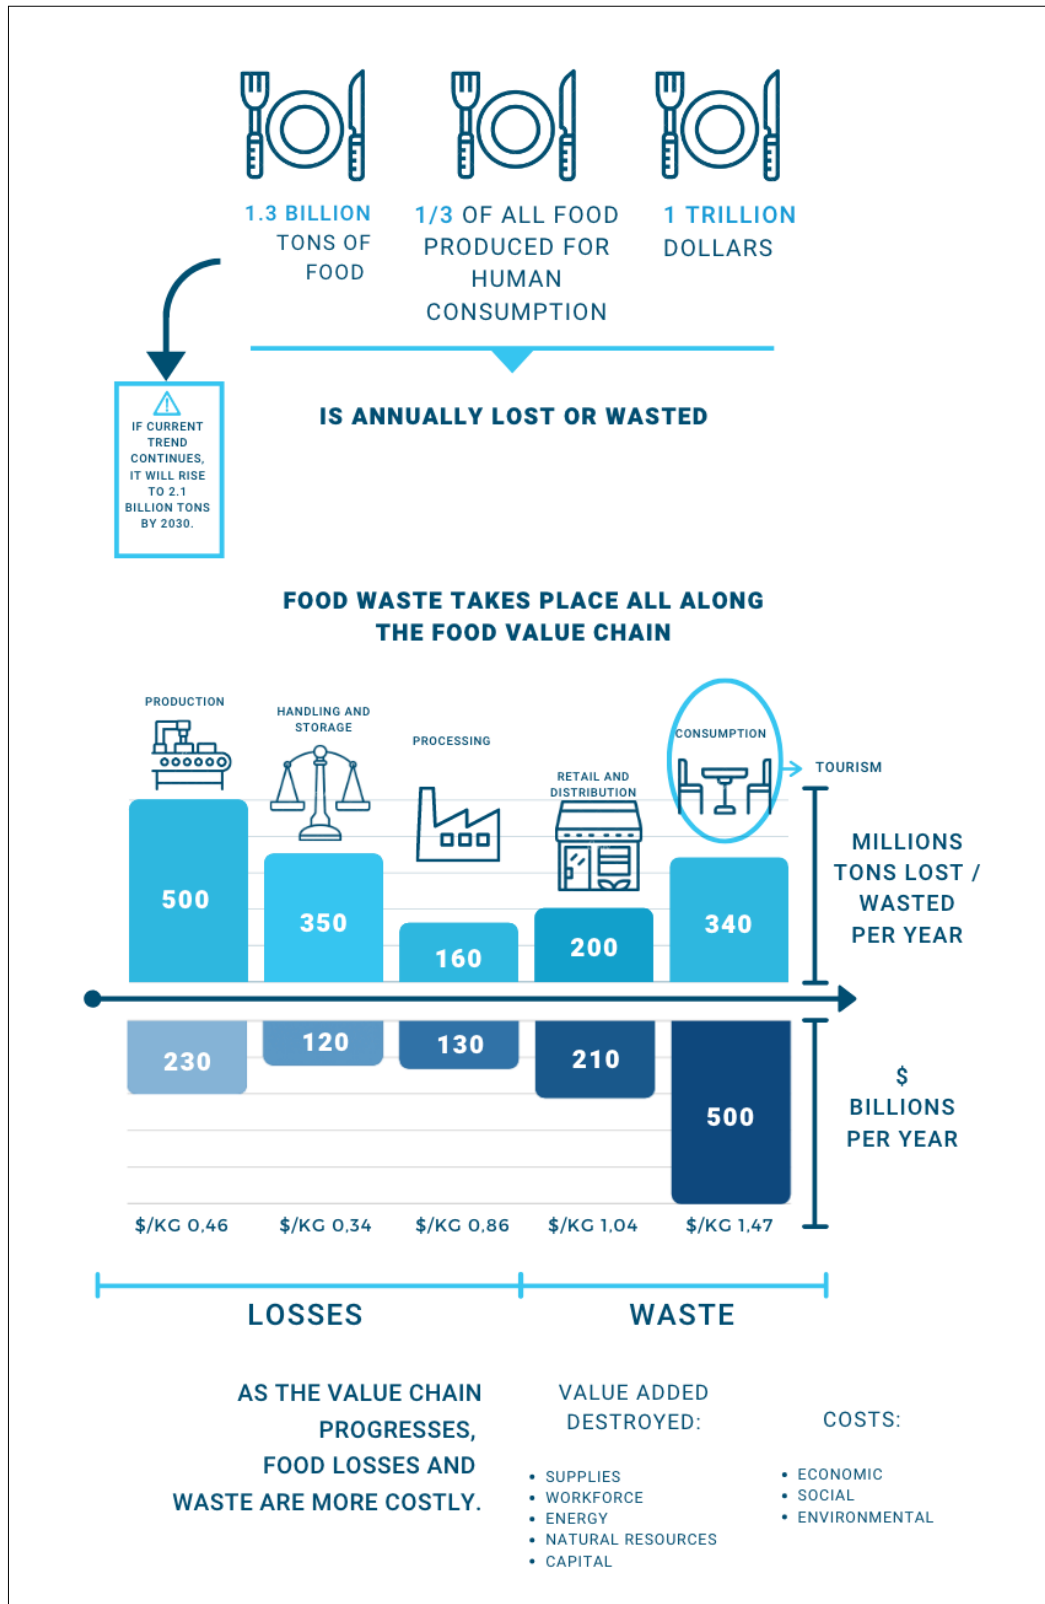 1.3 BILLION
TONS OF
FOOD
1/3 OF ALL FOOD
PRODUCED FOR
HUMAN
CONSUMPTION
1 TRILLION
DOLLARS
IS ANNUALLY LOST OR WASTED
IF CURRENT
TREND
CONTINUES,
IT WILL RISE
TO 2.1
BILLION TONS
BY 2030.
FOOD WASTE TAKES PLACE ALL ALONG
THE FOOD VALUE CHAIN
PRODUCTION
HANDLING AND
STORAGE
PROCESSING
RETAIL AND
DISTRIBUTION
CONSUMPTION
TOURISM
500
350
160
200
340
MILLIONS
TONS LOST /
WASTED
PER YEAR
230
120
130
210
500
$
BILLIONS
PER YEAR
$/KG 0,46
$/KG 0,34
$/KG 0,86
$/KG 1,04
$/KG 1,47
LOSSES
WASTE
AS THE VALUE CHAIN
PROGRESSES,
FOOD LOSSES AND
WASTE ARE MORE COSTLY.
VALUE ADDED
DESTROYED:
• SUPPLIES
• WORKFORCE
• ENERGY
• NATURAL RESOURCES
• CAPITAL
COSTS:
• ECONOMIC
• SOCIAL
• ENVIRONMENTAL